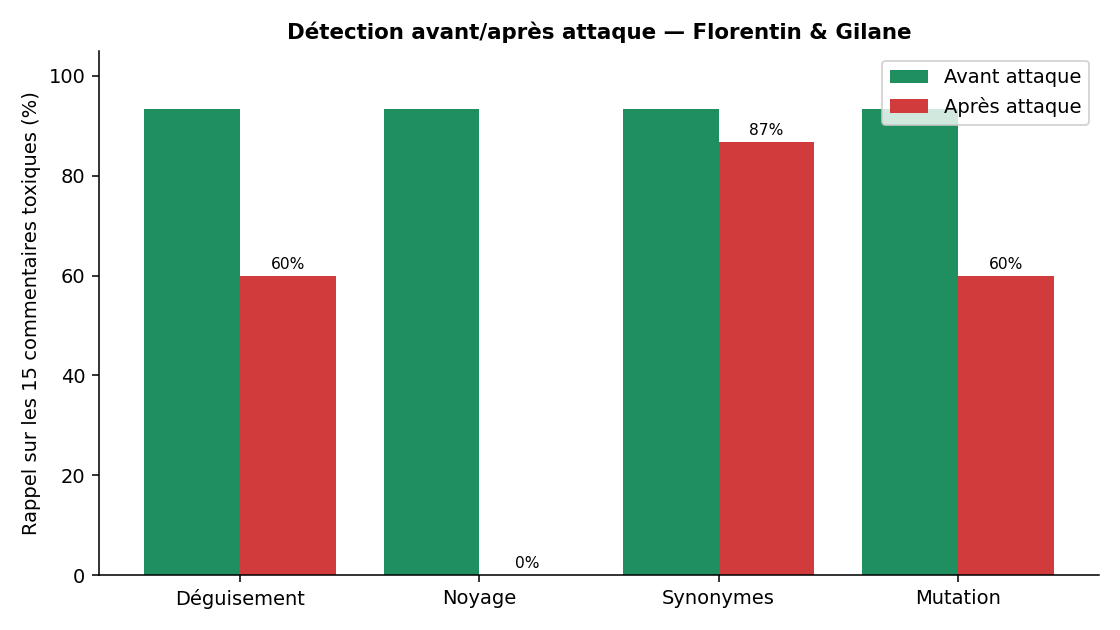 Détection avant/après attaque — Florentin & Gilane
Avant attaque
Après attaque
Rappel sur les 15 commentaires toxiques (%)
100
80
60
40
20
0
60%
0%
87%
60%
Déguisement
Noyage
Synonymes
Mutation